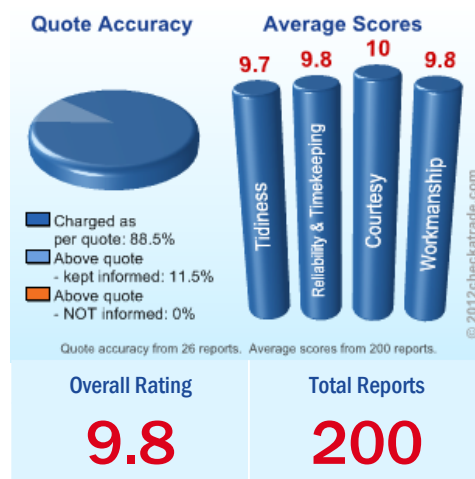 Quote Accuracy
Average Scores
9.7
9.8
10
9.8
Tidiness
Reliability & Timekeeping
Courtesy
Workmanship
Charged as
per quote: 88.5%
Above quote
- kept informed: 11.5%
Above quote
- NOT informed: 0%
© 2012checkatrade.com
Quote accuracy from 26 reports. Average scores from 200 reports.
Overall Rating
9.8
Total Reports
200